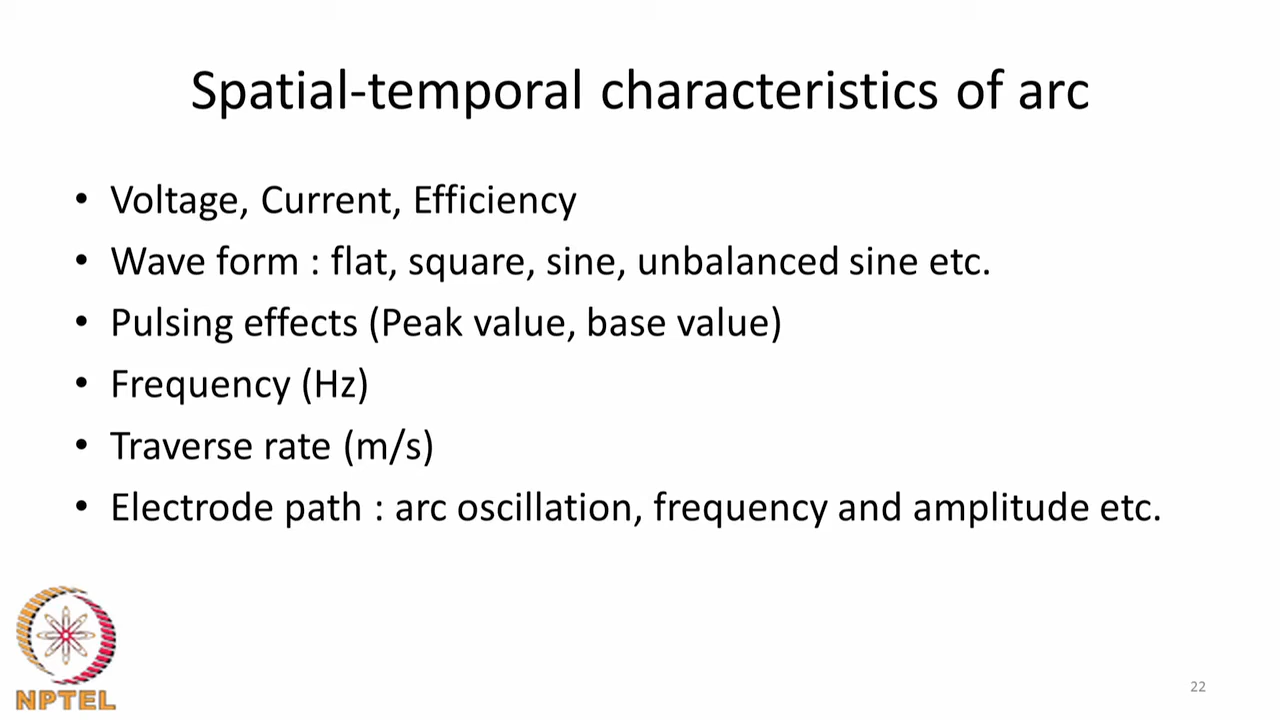 Spatial-temporal characteristics of arc
• Voltage, Current, Efficiency
• Wave form : flat, square, sine, unbalanced sine etc.
• Pulsing effects (Peak value, base value)
• Frequency (Hz)
• Traverse rate (m/s)
• Electrode path : arc oscillation, frequency and amplitude etc.
NPTEL
22